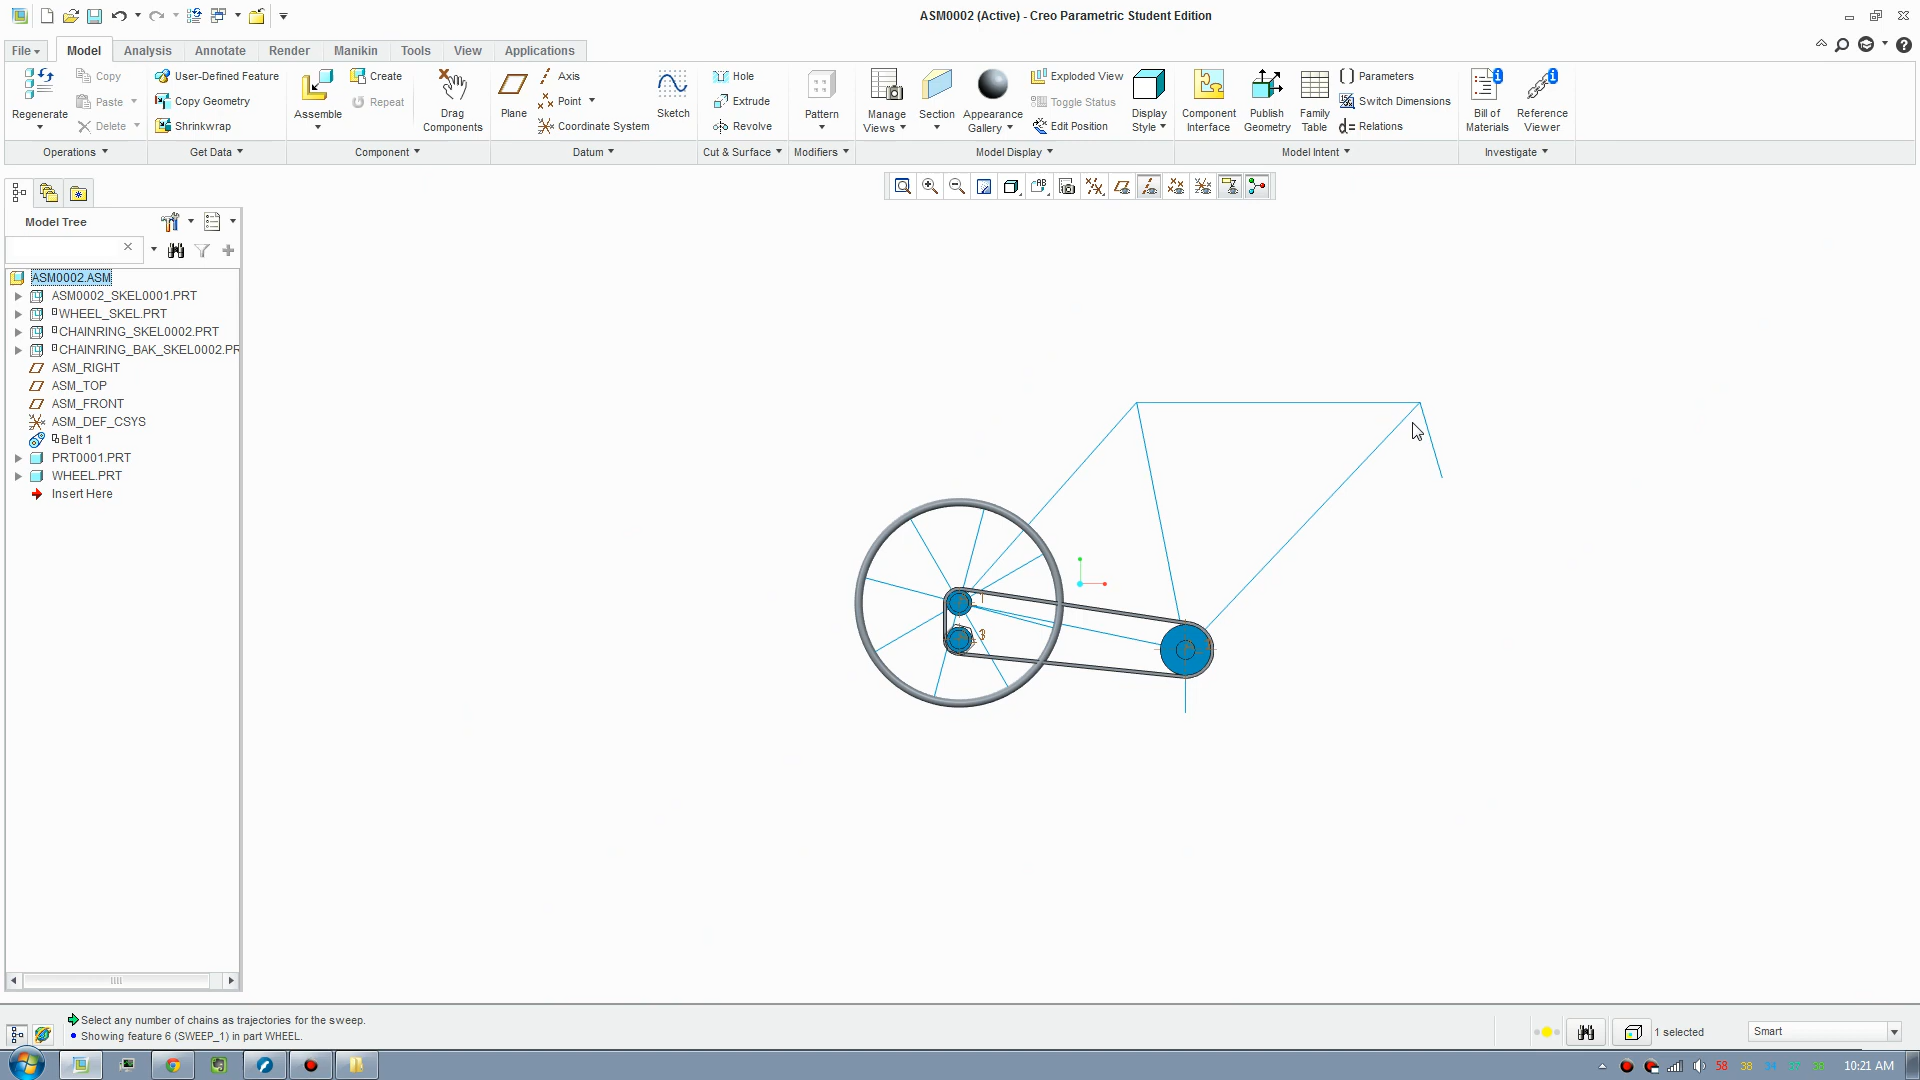 ASM0002 (Active) - Creo Parametric Student Edition
File Model Analysis Annotate Render Manikin Tools View Applications
Regenerate
Copy
Paste
Delete
Operations
User-Defined Feature
Copy Geometry
Shrinkwrap
Get Data
Assemble
Create
Repeat
Drag
Components
Component
Plane
Axis
Point
Coordinate System
Sketch
Datum
Hole
Extrude
Revolve
Cut & Surface
Pattern
Modifiers
Manage
Views
Section
Appearance
Gallery
Exploded View
Toggle Status
Edit Position
Display
Style
Model Display
Component
Interface
Publish
Geometry
Family
Table
Parameters
Switch Dimensions
Relations
Model Intent
Bill of
Materials
Reference
Viewer
Investigate
Model Tree
ASM0002.ASM
ASM0002_SKEL0001.PRT
WHEEL_SKEL.PRT
CHAINRING_SKEL0002.PRT
CHAINRING_BAK_SKEL0002.PR
ASM_RIGHT
ASM_TOP
ASM_FRONT
ASM_DEF_CSYS
Belt 1
PRT0001.PRT
WHEEL.PRT
Insert Here
3
Select any number of chains as trajectories for the sweep.
Showing feature 6 (SWEEP_1) in part WHEEL.
1 selected
Smart
58 38 10:21 AM